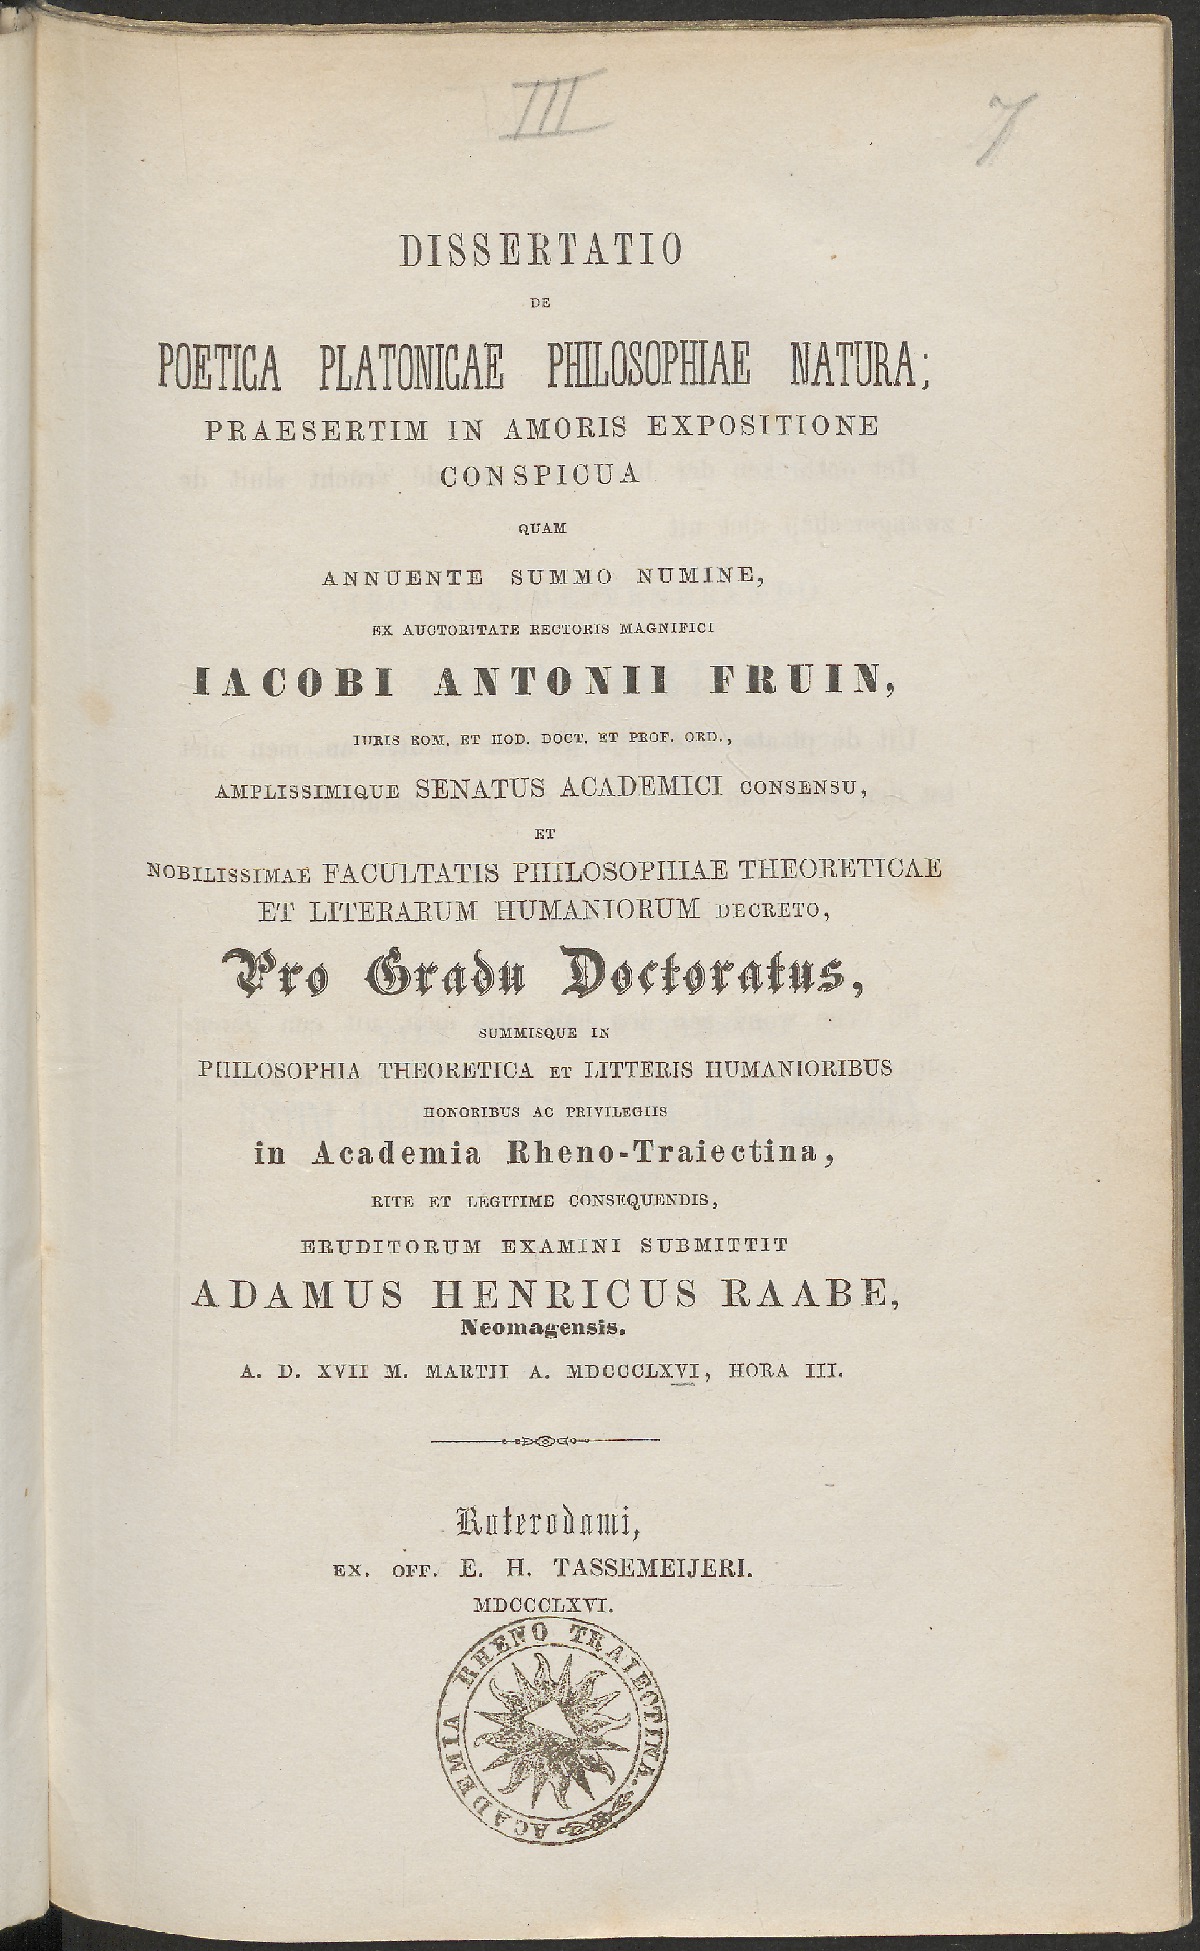 III
7
DISSERTATIO
DE
POETICA PLATONICAE PHILOSOPHIAE NATURA;
PRAESERTIM IN AMORIS EXPOSITIONE
CONSPICUA
QUAM
ANNUENTE SUMMO NUMINE,
EX AUCTORITATE RECTORIS MAGNIFICI
IACOBI ANTONII FRUIN,
IURIS ROM. ET HOD. DOCT. ET PROF. ORD.,
AMPLISSIMIQUE SENATUS ACADEMICI CONSENSU,
ET
NOBILISSIMAE FACULTATIS PHILOSOPHIAE THEORETICAE
ET LITERARUM HUMANIORUM DECRETO,
Pro Gradu Doctoratus,
SUMMISQUE IN
PHILOSOPHIA THEORETICA ET LITTERIS HUMANIORIBUS
HONORIBUS AC PRIVILEGIIS
in Academia Rheno-Traiectina,
RITE ET LEGITIME CONSEQUENDIS,
ERUDITORUM EXAMINI SUBMITTIT
ADAMUS HENRICUS RAABE,
Neomagensis.
A. D. XVII M. MARTII A. MDCCCLXVI, HORA III.
Roterodami,
EX. OFF. E. H. TASSEMEIJERI.
MDCCCLXVI.
ACADEMIA RHENO TRAIECTINA.